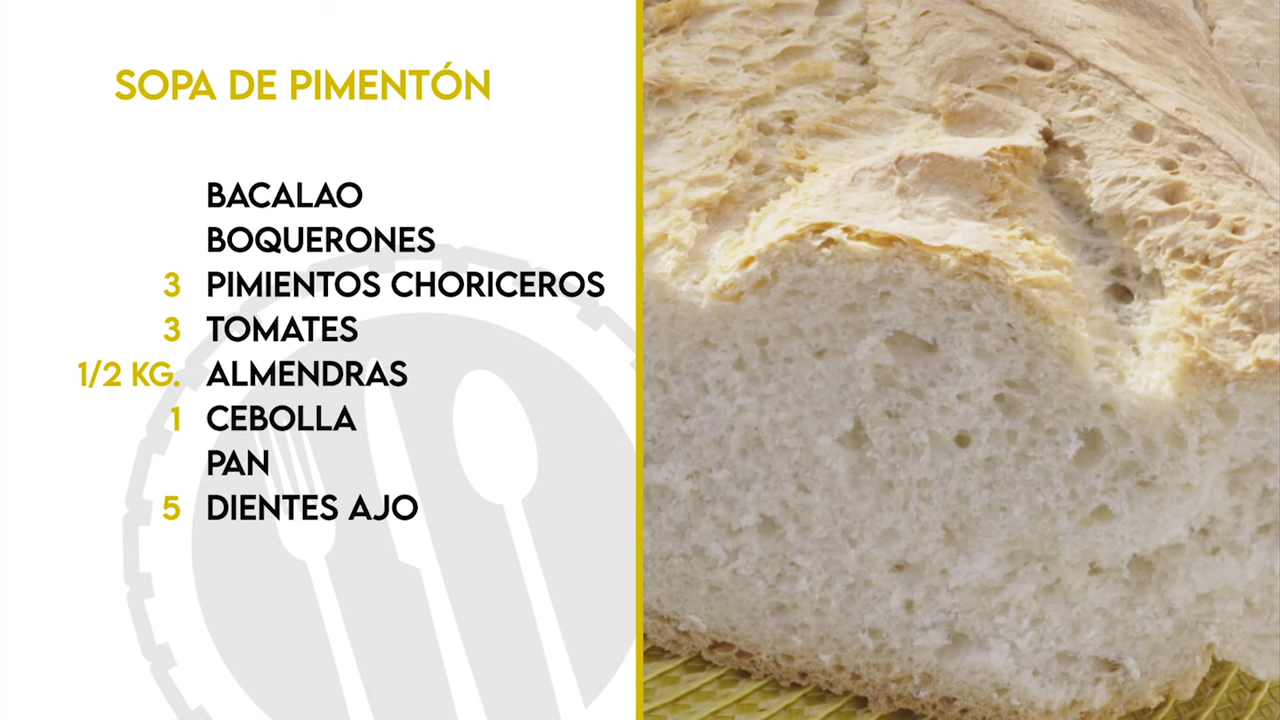 SOPA DE PIMENTÓN
BACALAO
BOQUERONES
3 PIMIENTOS CHORICEROS
3 TOMATES
1/2 KG. ALMENDRAS
1 CEBOLLA
PAN
5 DIENTES AJO